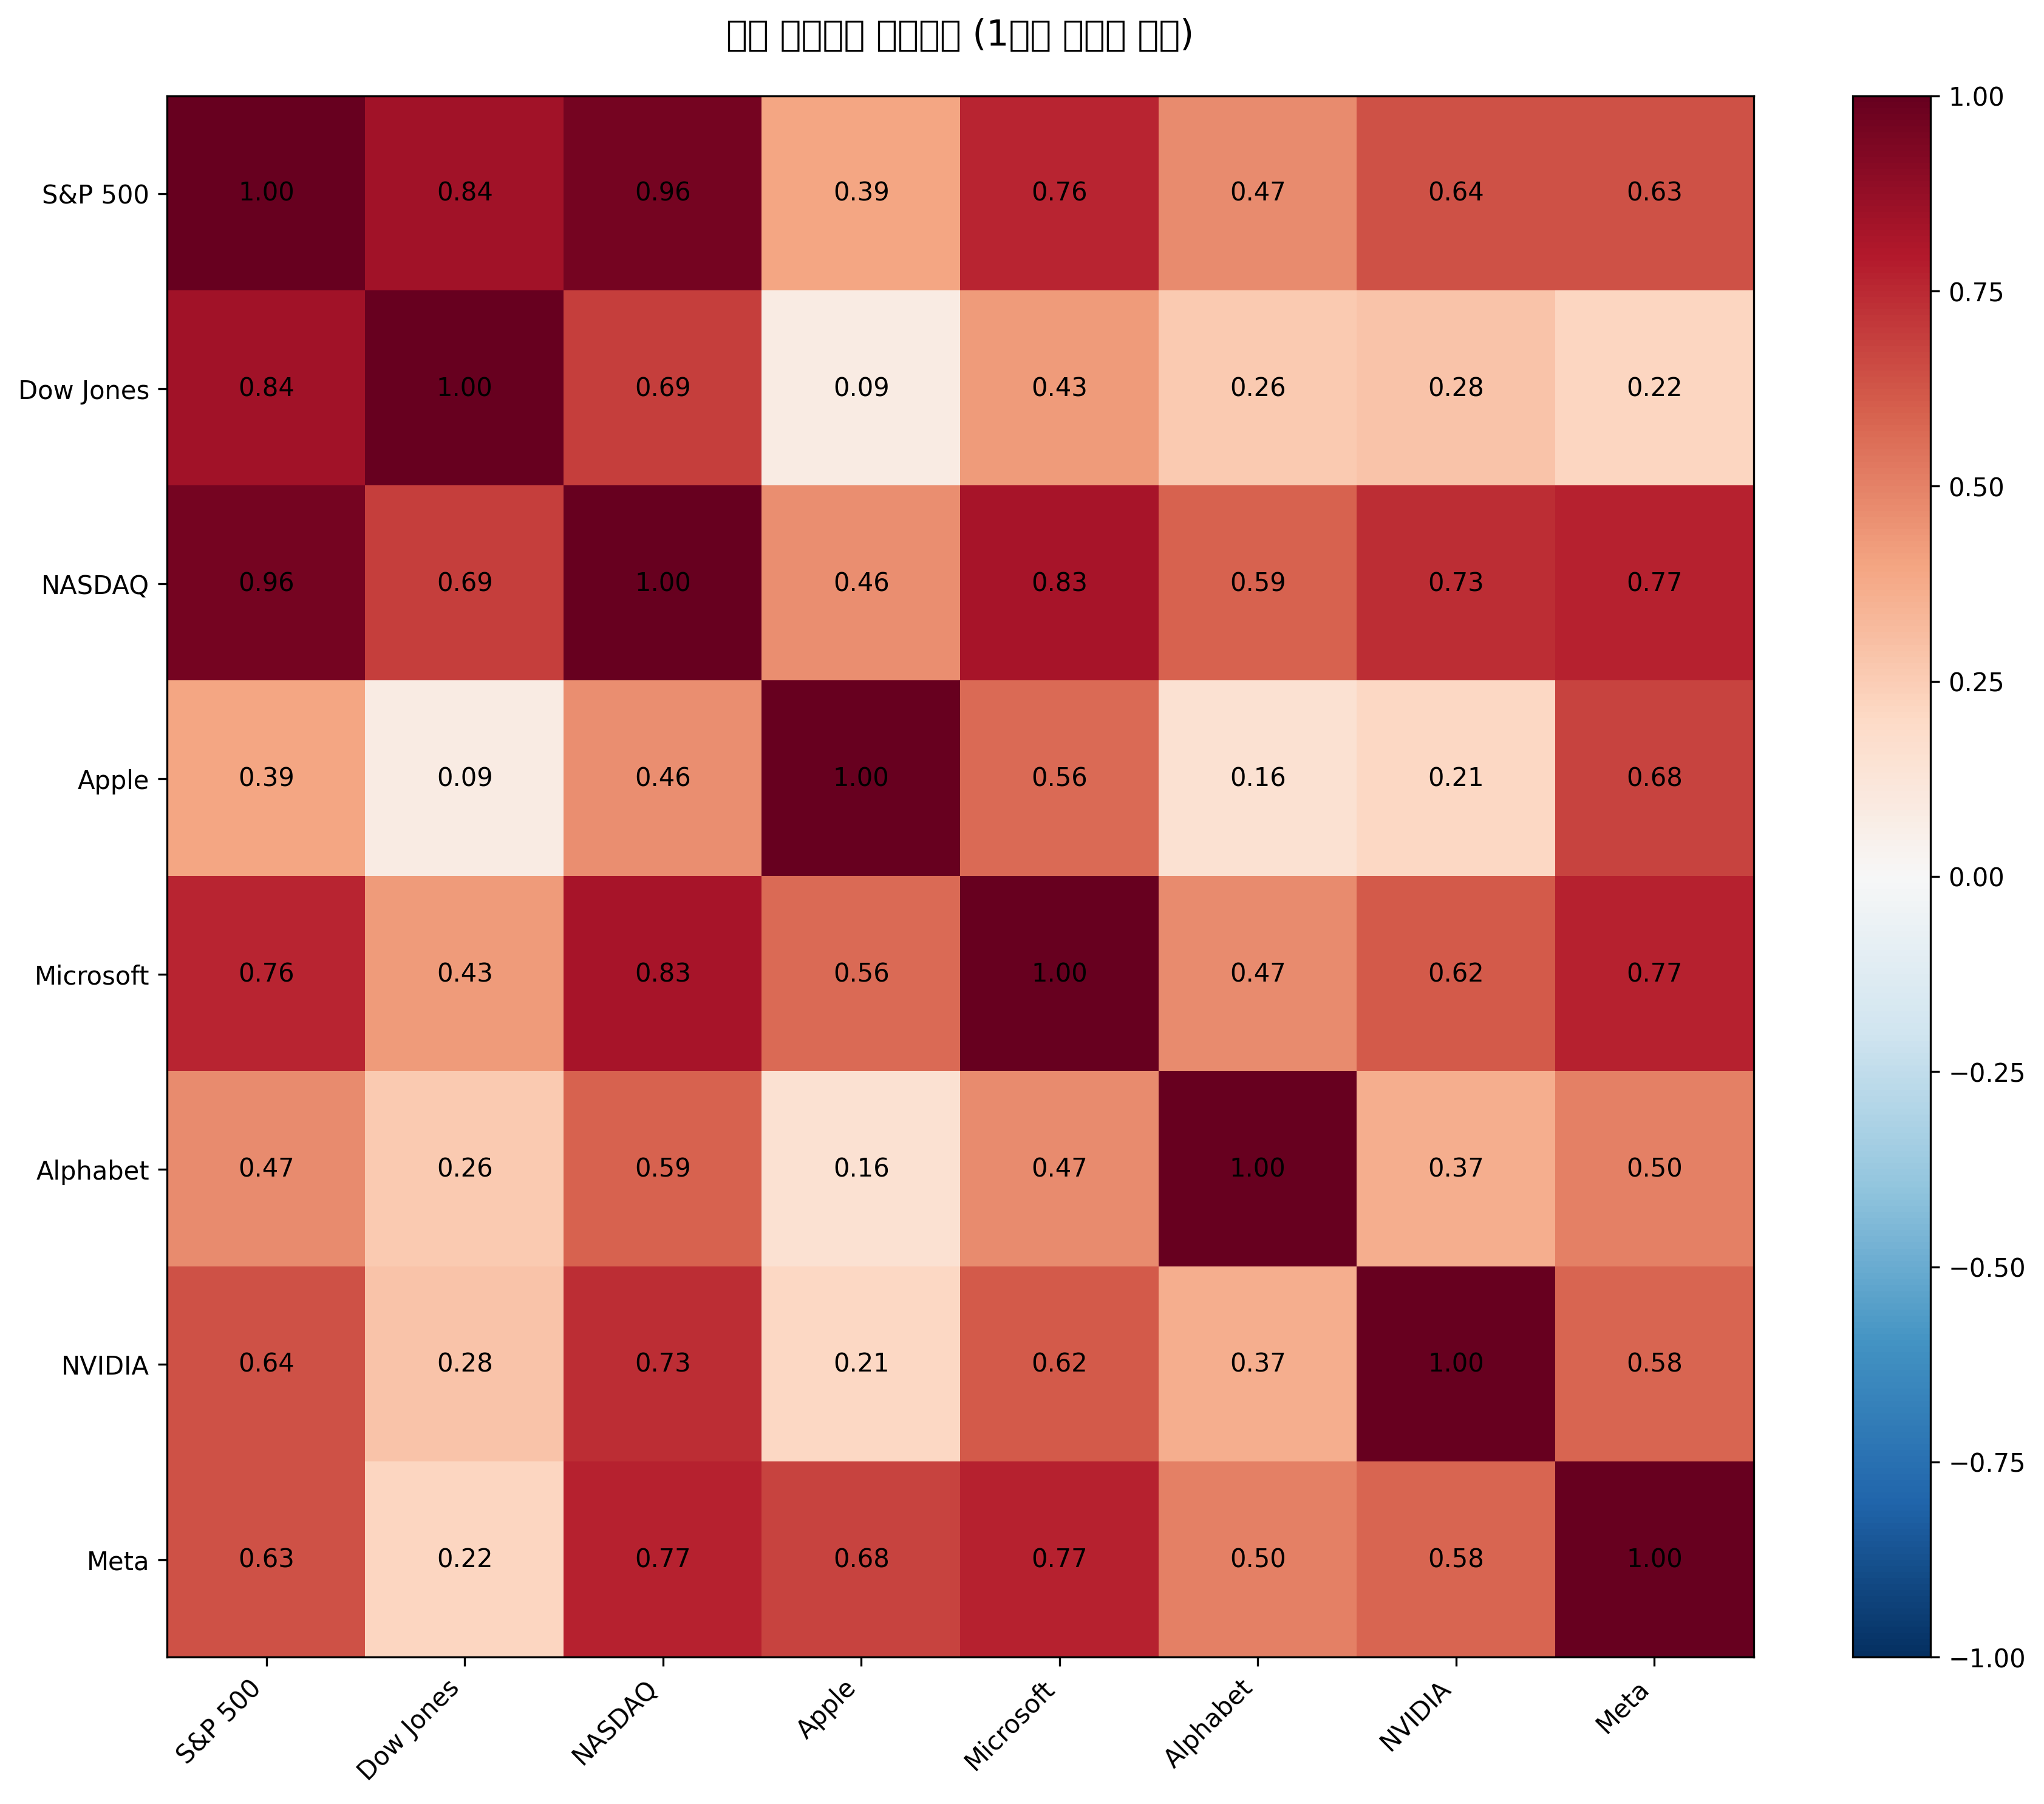 (1
1.00
S&P 500 1.00 0.84 0.96 0.39 0.76 0.47 0.64 0.63
0.75
Dow Jones 0.84 1.00 0.69 0.09 0.43 0.26 0.28 0.22
0.50
NASDAQ 0.96 0.69 1.00 0.46 0.83 0.59 0.73 0.77
0.25
Apple 0.39 0.09 0.46 1.00 0.56 0.16 0.21 0.68
0.00
Microsoft 0.76 0.43 0.83 0.56 1.00 0.47 0.62 0.77
−0.25
Alphabet 0.47 0.26 0.59 0.16 0.47 1.00 0.37 0.50
−0.50
NVIDIA 0.64 0.28 0.73 0.21 0.62 0.37 1.00 0.58
−0.75
Meta 0.63 0.22 0.77 0.68 0.77 0.50 0.58 1.00
−1.00
S&P 500 Dow Jones NASDAQ Apple Microsoft Alphabet NVIDIA Meta